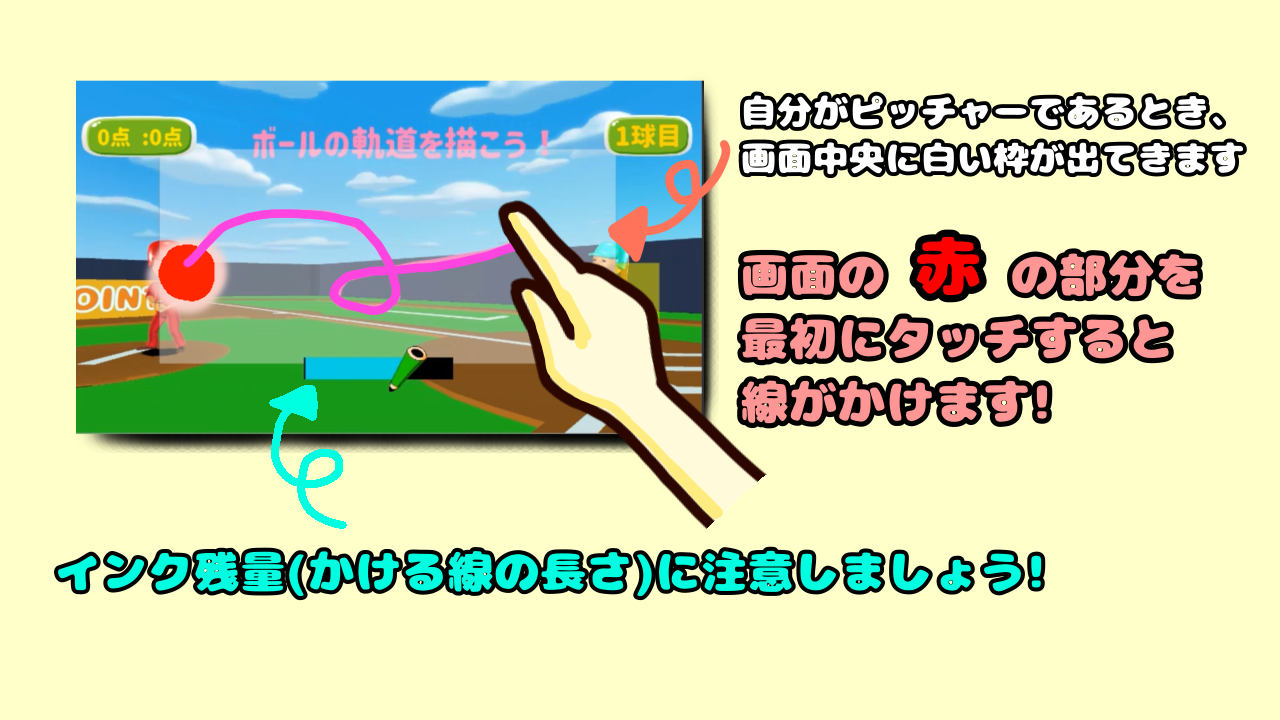 自分がピッチャーであるとき、
画面中央に白い枠が出てきます
0点 :0点
ボールの軌道を描こう!
1球目
画面の 赤 の部分を
最初にタッチすると
線がかけます!
OINT
インク残量(かける線の長さ)に注意しましょう!